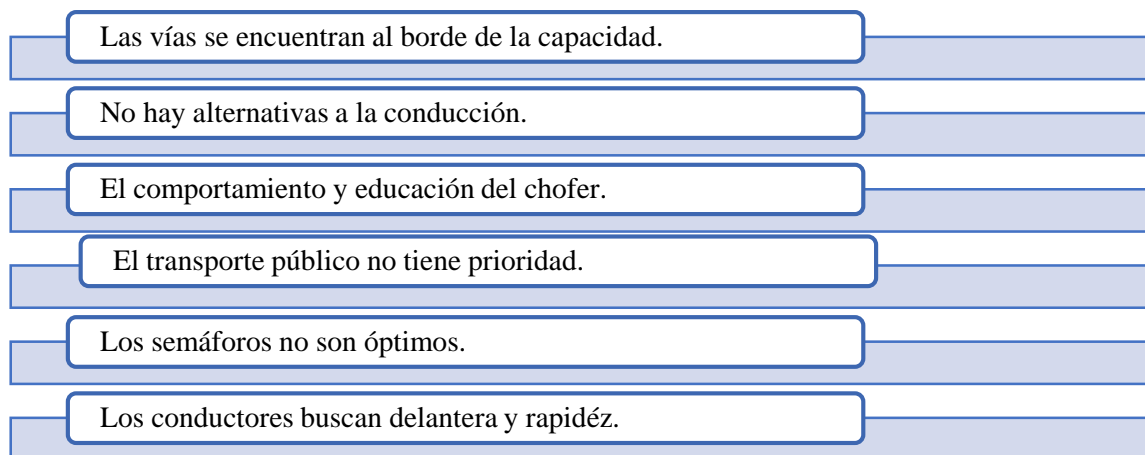 Las vías se encuentran al borde de la capacidad.
No hay alternativas a la conducción.
El comportamiento y educación del chofer.
El transporte público no tiene prioridad.
Los semáforos no son óptimos.
Los conductores buscan delantera y rapidéz.